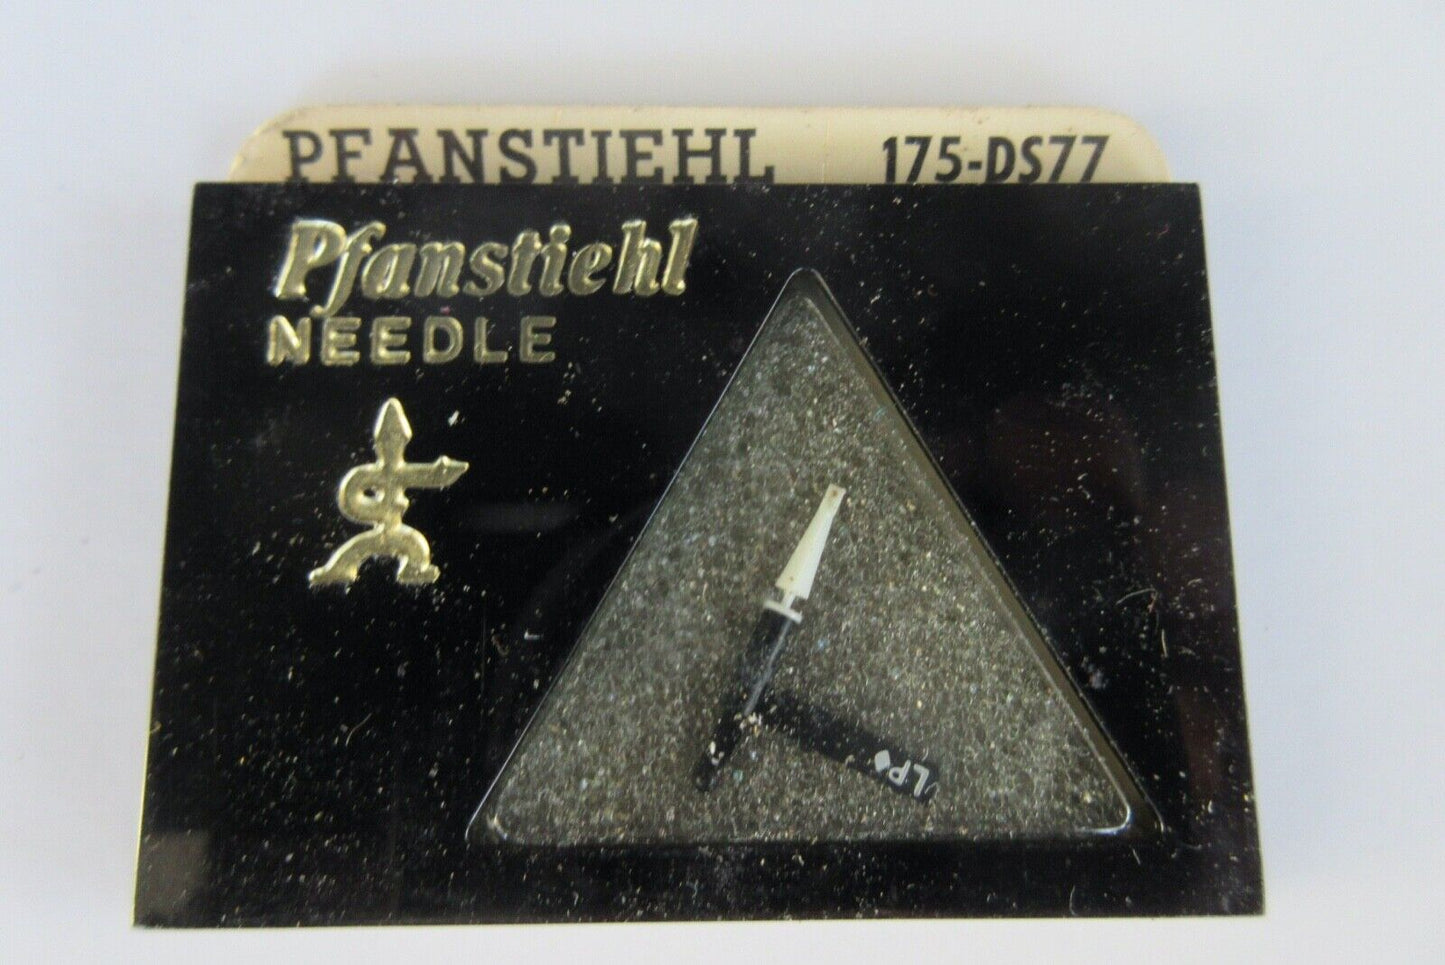 PFANSTIEHL 175-DS77
Pfanstiehl
NEEDLE
LP♦